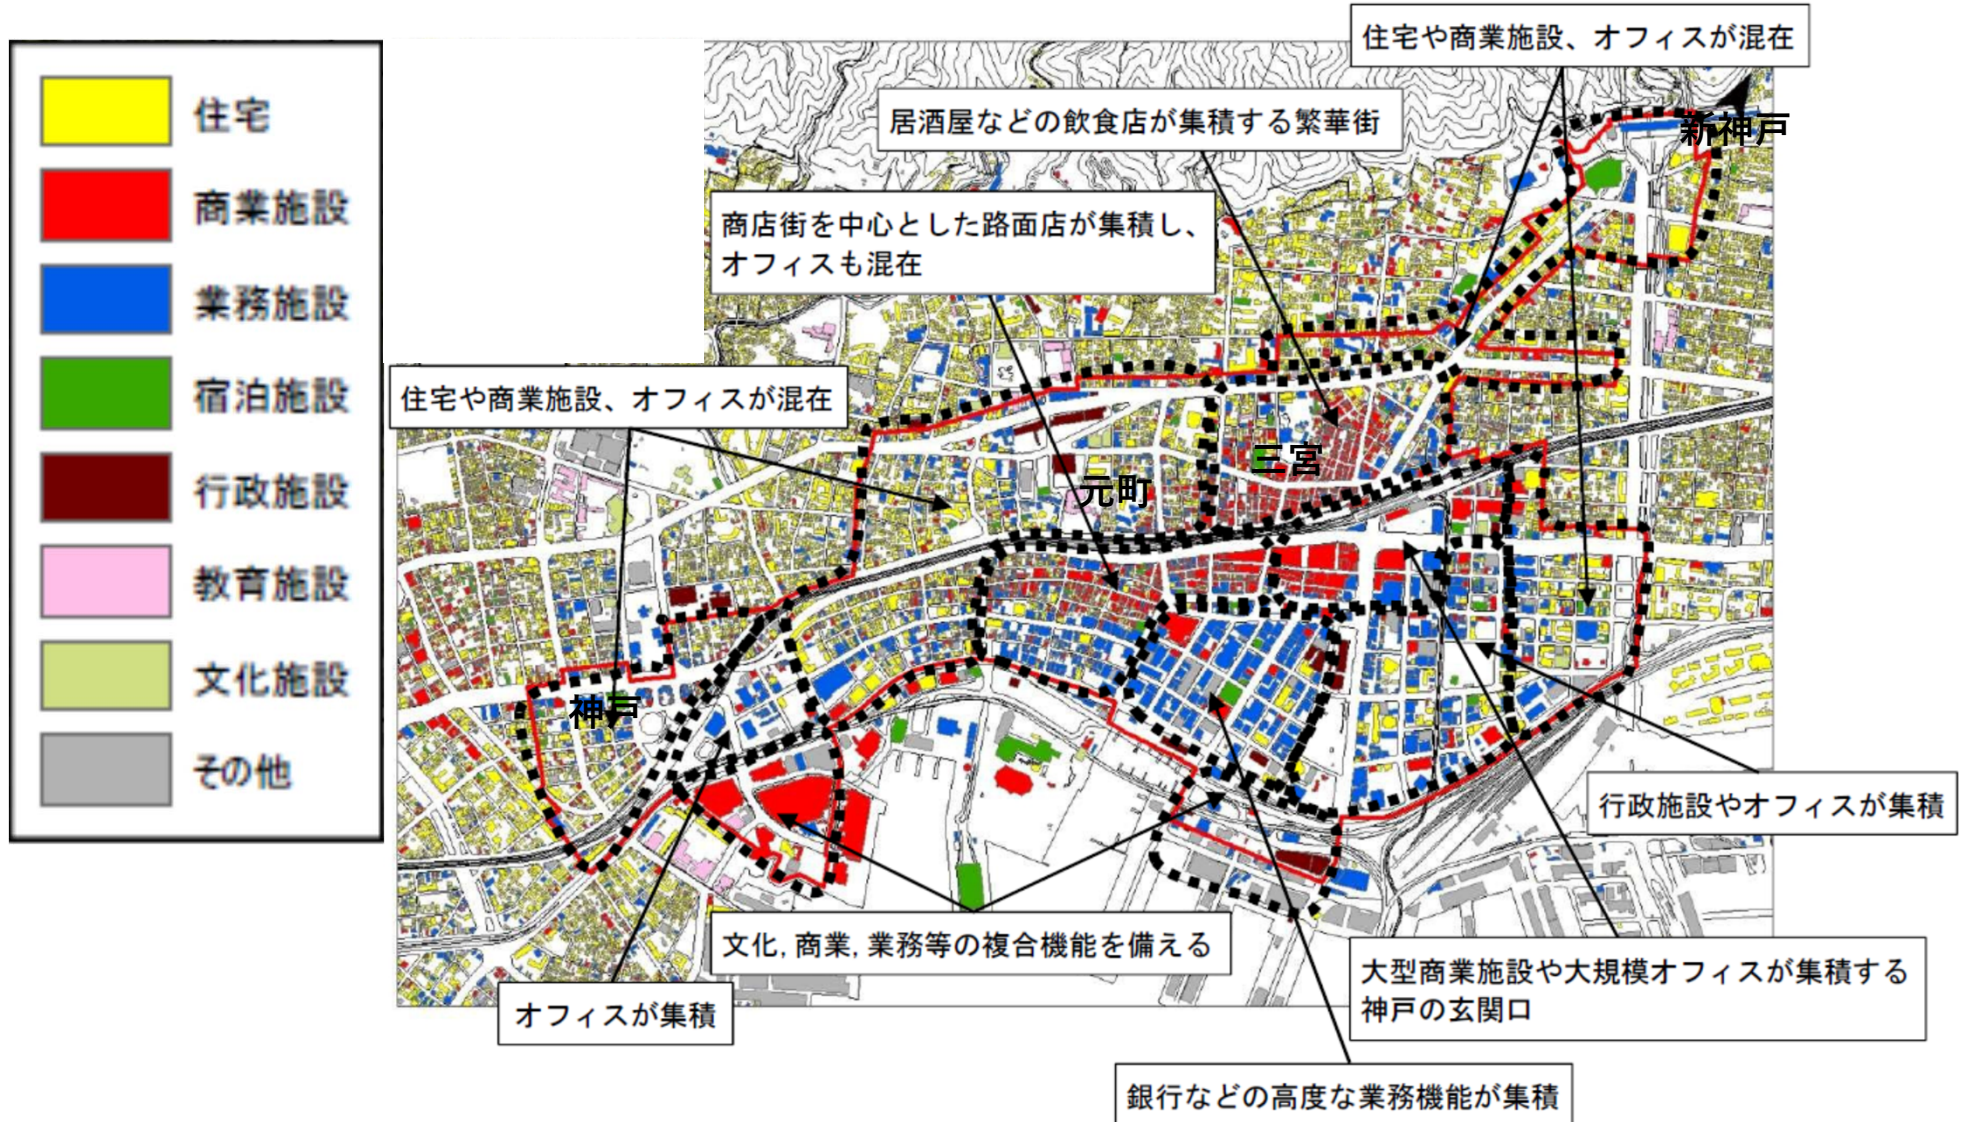 住宅
商業施設
業務施設
宿泊施設
行政施設
教育施設
文化施設
その他
住宅や商業施設、オフィスが混在
居酒屋などの飲食店が集積する繁華街
新神戸
商店街を中心とした路面店が集積し、
オフィスも混在
住宅や商業施設、オフィスが混在
三宮
元町
神戸
行政施設やオフィスが集積
文化, 商業, 業務等の複合機能を備える
大型商業施設や大規模オフィスが集積する
神戸の玄関口
オフィスが集積
銀行などの高度な業務機能が集積